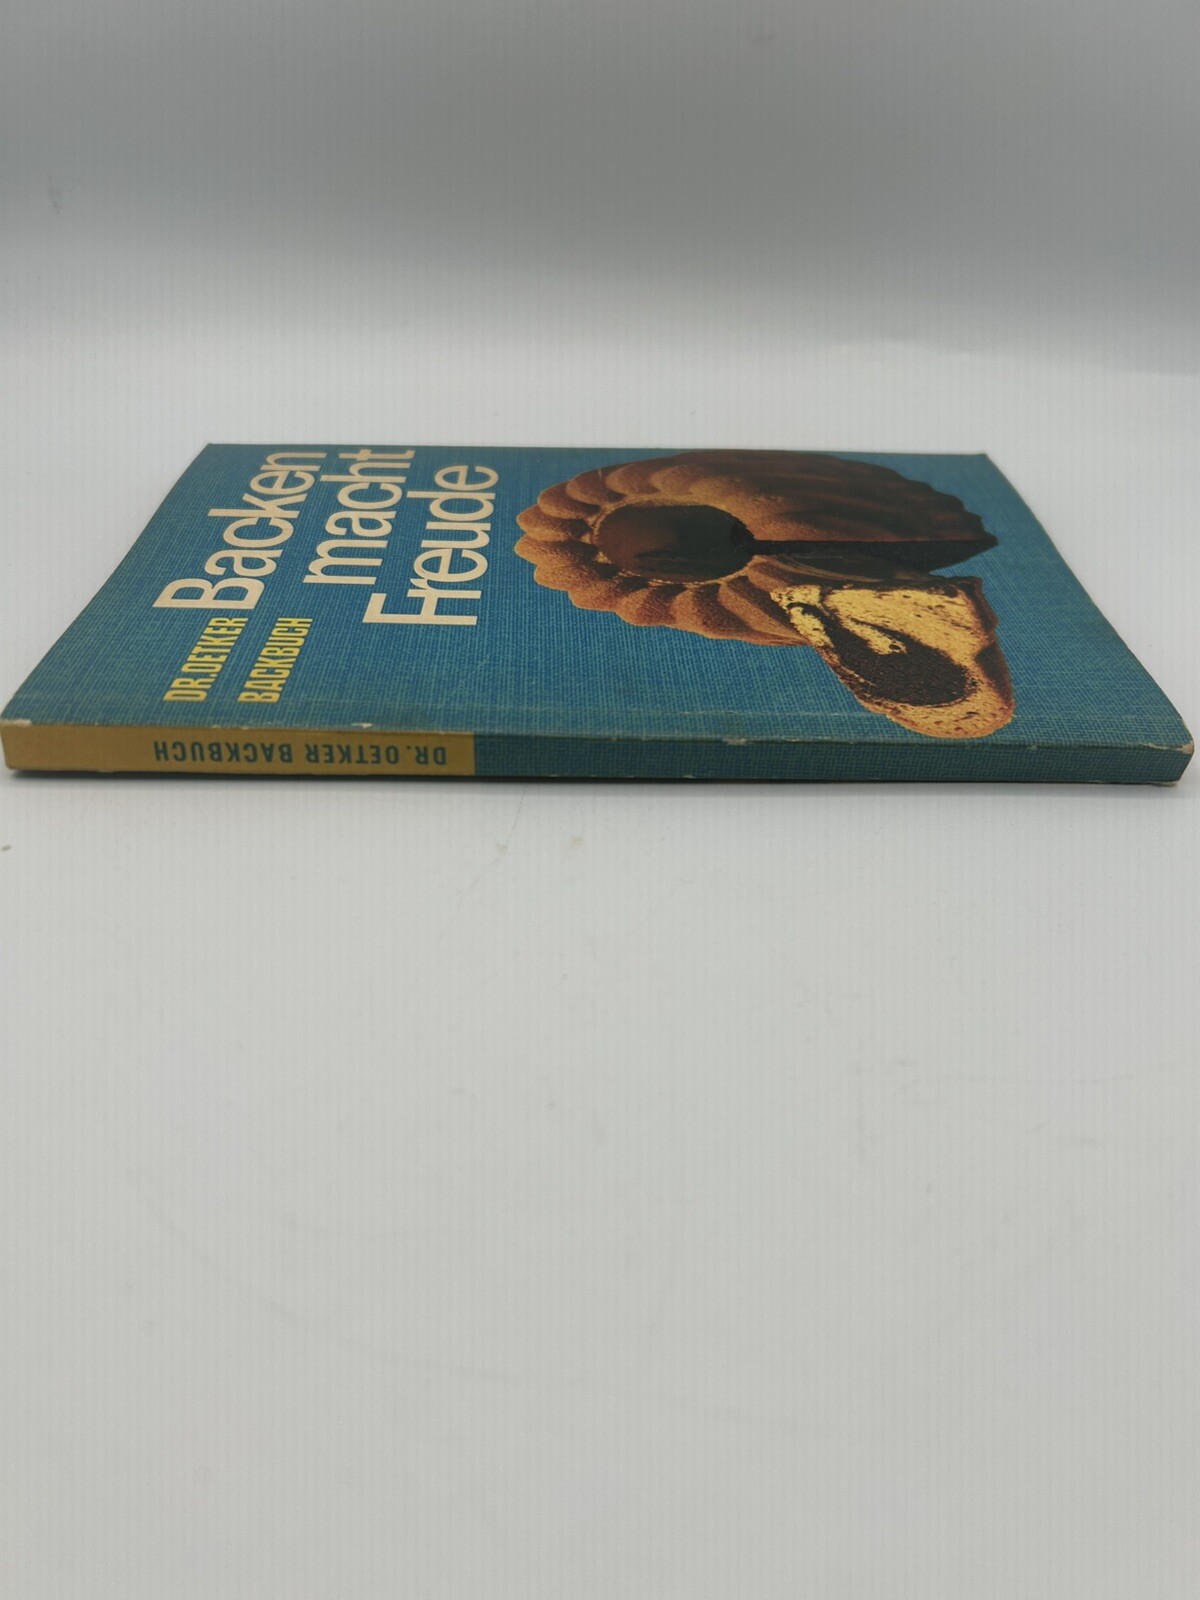 DR.OETKER
BACKBUCH
Backen
macht
Freude
DR. OETKER BACKBUCH